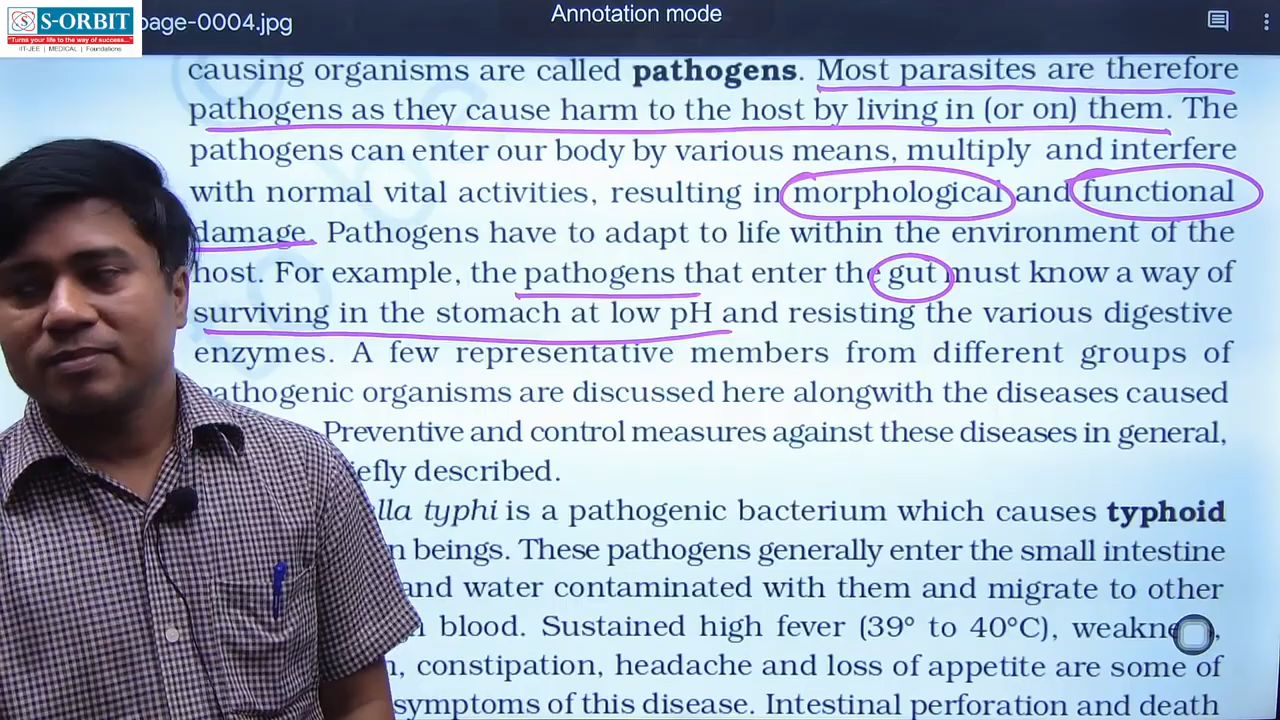 S-ORBIT
"Turns your life to the way of success..."
IIT-JEE | MEDICAL | Foundations
page-0004.jpg
Annotation mode
causing organisms are called pathogens. Most parasites are therefore
pathogens as they cause harm to the host by living in (or on) them. The
pathogens can enter our body by various means, multiply and interfere
with normal vital activities, resulting in morphological and functional
damage. Pathogens have to adapt to life within the environment of the
host. For example, the pathogens that enter the gut must know a way of
surviving in the stomach at low pH and resisting the various digestive
enzymes. A few representative members from different groups of
pathogenic organisms are discussed here alongwith the diseases caused
Preventive and control measures against these diseases in general,
iefly described.
lla typhi is a pathogenic bacterium which causes typhoid
n beings. These pathogens generally enter the small intestine
and water contaminated with them and migrate to other
blood. Sustained high fever (39° to 40°C), weakne
, constipation, headache and loss of appetite are some of
symptoms of this disease. Intestinal perforation and death